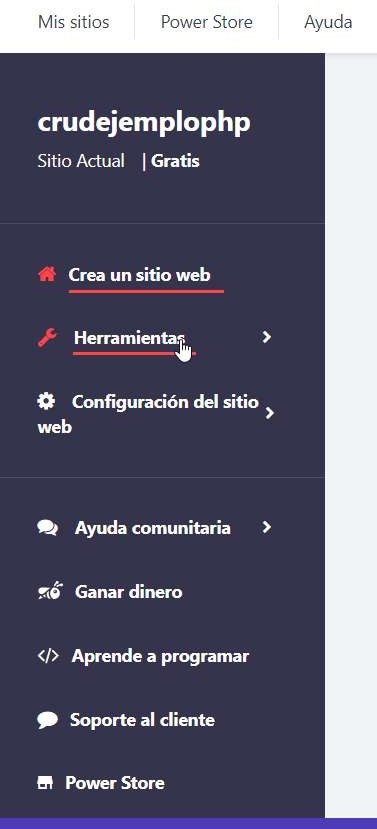 Mis sitios
Power Store
Ayuda
crudejemplophp
Sitio Actual | Gratis
Crea un sitio web
Herramientas
Configuración del sitio
web
Ayuda comunitaria
Ganar dinero
Aprende a programar
Soporte al cliente
Power Store